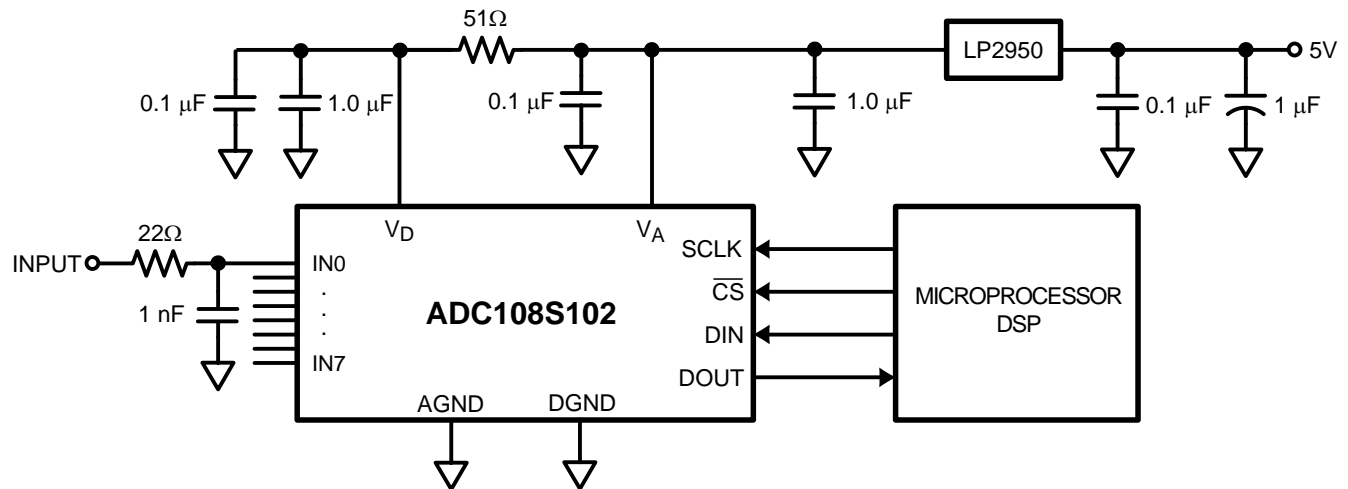 51Ω
LP2950
5V
0.1 μF
1.0 μF
0.1 μF
1.0 μF
0.1 μF
1 μF
22Ω
INPUT
1 nF
V_D
V_A
IN0
.
.
.
IN7
ADC108S102
SCLK
C̅S̅
DIN
DOUT
AGND
DGND
MICROPROCESSOR
DSP